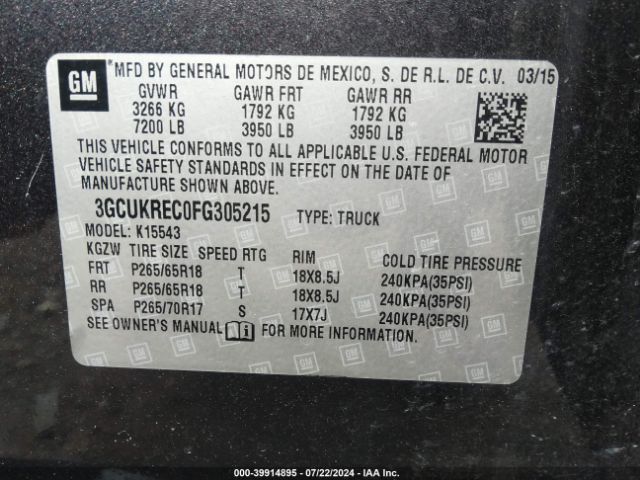 GM *MFD BY GENERAL MOTORS DE MEXICO, S. DE R.L. DE C.V. 03/15
GVWR GAWR FRT GAWR RR
3266 KG 1792 KG 1792 KG
7200 LB 3950 LB 3950 LB
THIS VEHICLE CONFORMS TO ALL APPLICABLE U.S. FEDERAL MOTOR
VEHICLE SAFETY STANDARDS IN EFFECT ON THE DATE OF
MANUFACTURE SHOWN ABOVE.
3GCUKREC0FG305215 TYPE: TRUCK
MODEL: K15543
KGZW TIRE SIZE SPEED RTG RIM COLD TIRE PRESSURE
FRT P265/65R18 T 18X8.5J 240KPA(35PSI)
RR P265/65R18 T 18X8.5J 240KPA(35PSI)
SPA P265/70R17 S 17X7J 240KPA(35PSI)
SEE OWNER'S MANUAL FOR MORE INFORMATION.
000-39914895 - 07/22/2024 - IAA Inc.